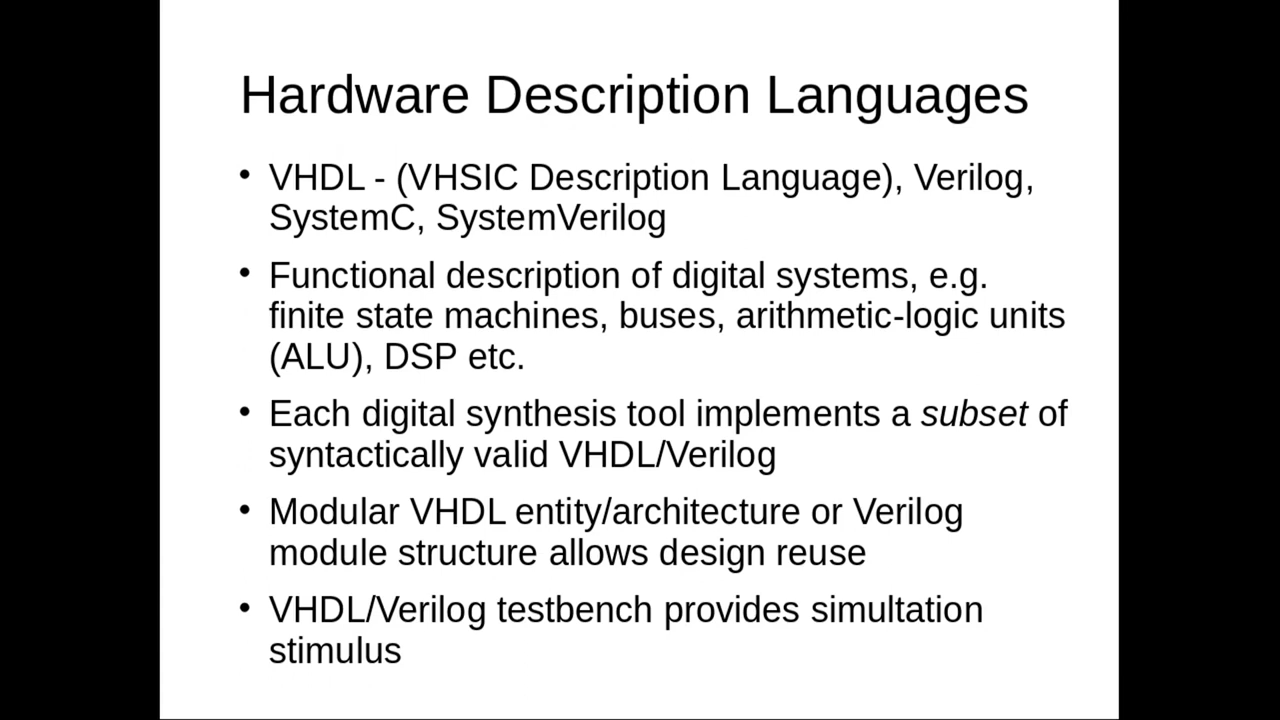 Hardware Description Languages
• VHDL - (VHSIC Description Language), Verilog,
SystemC, SystemVerilog
• Functional description of digital systems, e.g.
finite state machines, buses, arithmetic-logic units
(ALU), DSP etc.
• Each digital synthesis tool implements a subset of
syntactically valid VHDL/Verilog
• Modular VHDL entity/architecture or Verilog
module structure allows design reuse
• VHDL/Verilog testbench provides simultation
stimulus